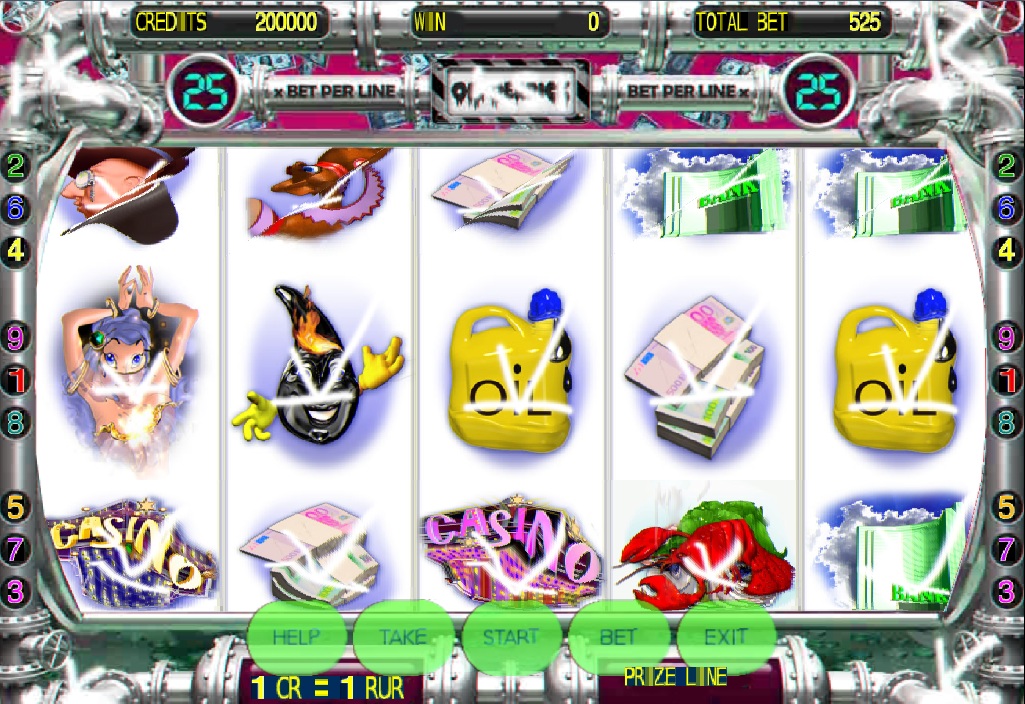 CREDITS 200000 WIN 0 TOTAL BET 525
25 x BET PER LINE BET PER LINE x 25
2 2
6 6
4 4
9 9
1 OIL OIL 1
8 8
5 CASINO CASINO 5
7 7
3 3
HELP TAKE START BET EXIT
1 CR = 1 RUR PRIZE LINE